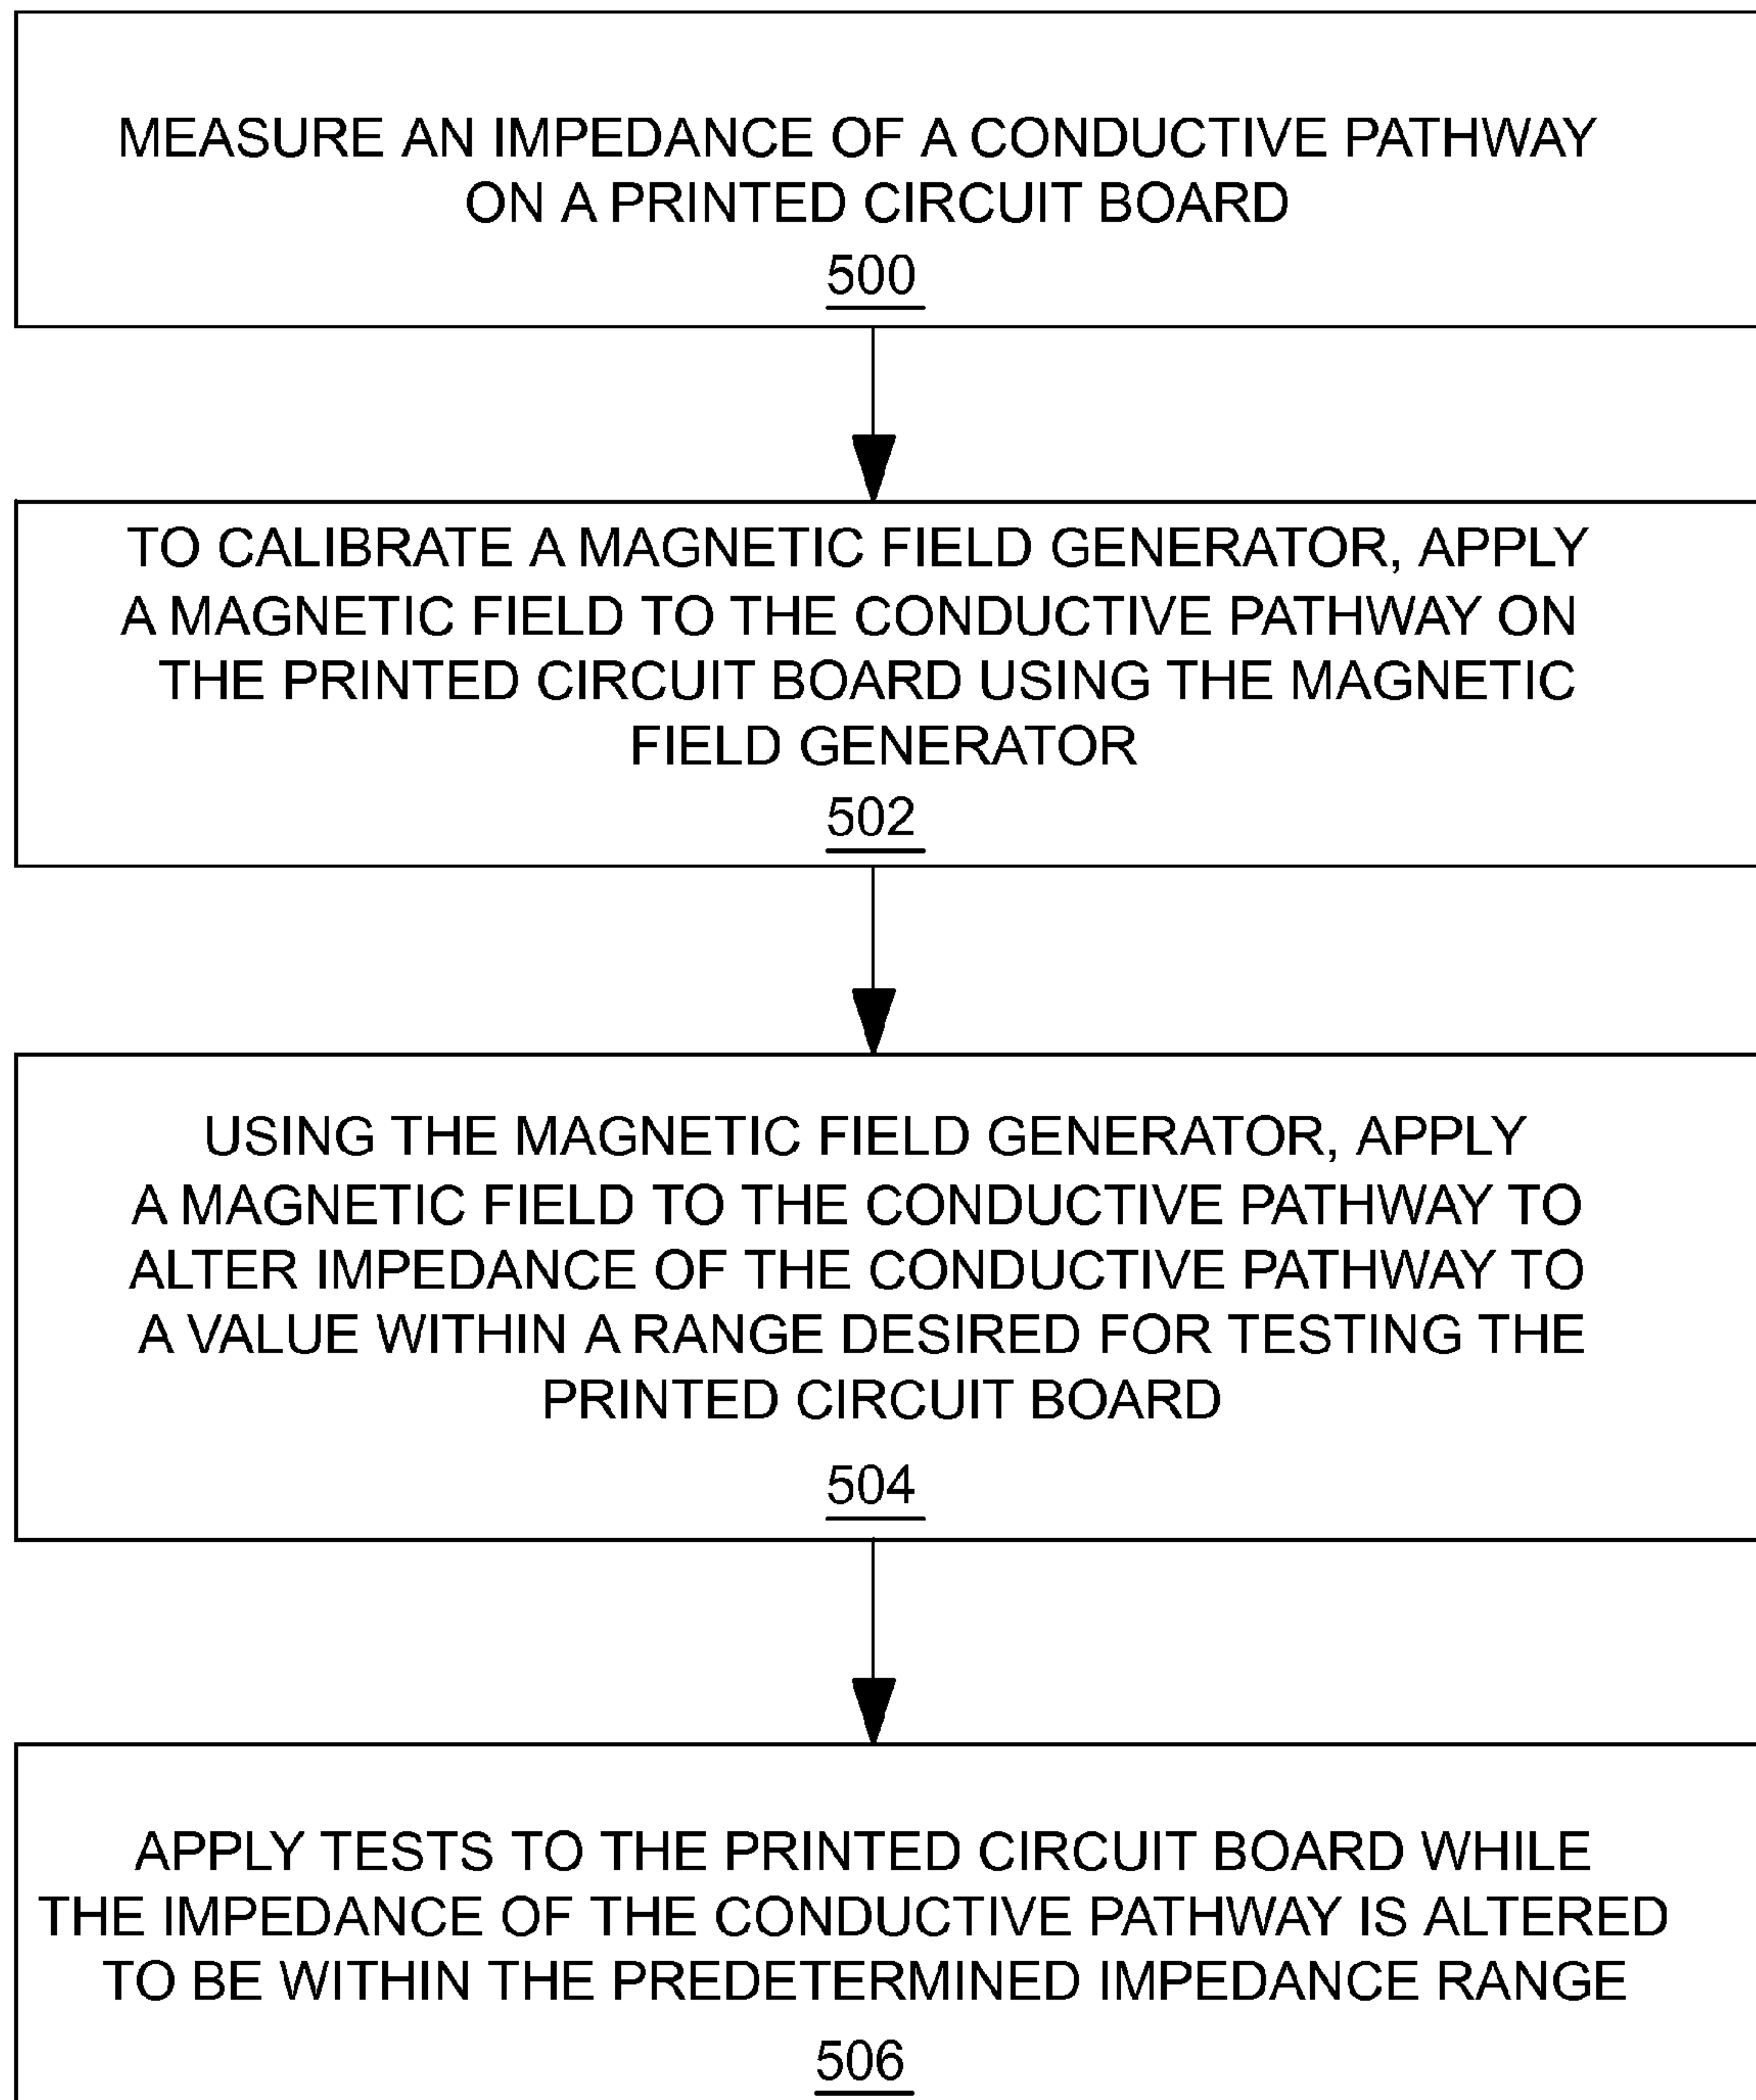 MEASURE AN IMPEDANCE OF A CONDUCTIVE PATHWAY
ON A PRINTED CIRCUIT BOARD
500
TO CALIBRATE A MAGNETIC FIELD GENERATOR, APPLY
A MAGNETIC FIELD TO THE CONDUCTIVE PATHWAY ON
THE PRINTED CIRCUIT BOARD USING THE MAGNETIC
FIELD GENERATOR
502
USING THE MAGNETIC FIELD GENERATOR, APPLY
A MAGNETIC FIELD TO THE CONDUCTIVE PATHWAY TO
ALTER IMPEDANCE OF THE CONDUCTIVE PATHWAY TO
A VALUE WITHIN A RANGE DESIRED FOR TESTING THE
PRINTED CIRCUIT BOARD
504
APPLY TESTS TO THE PRINTED CIRCUIT BOARD WHILE
THE IMPEDANCE OF THE CONDUCTIVE PATHWAY IS ALTERED
TO BE WITHIN THE PREDETERMINED IMPEDANCE RANGE
506